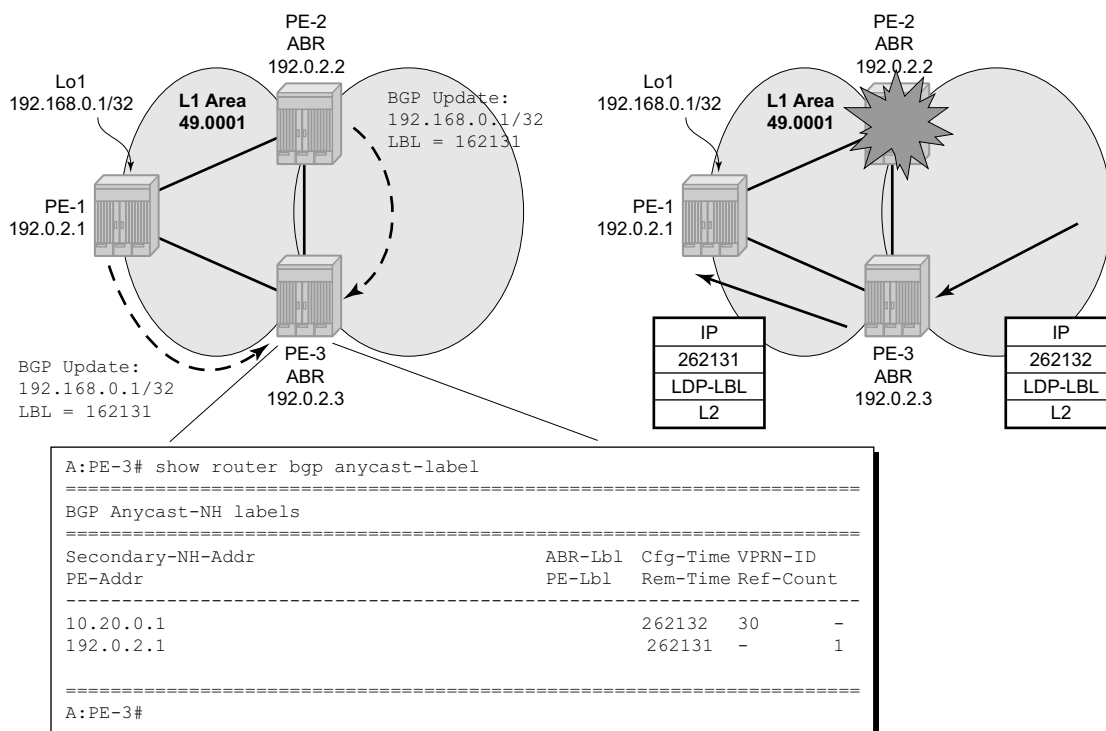 PE-2
ABR
192.0.2.2
Lo1
192.168.0.1/32
L1 Area
49.0001
BGP Update:
192.168.0.1/32
LBL = 162131
PE-1
192.0.2.1
BGP Update:
192.168.0.1/32
LBL = 162131
PE-3
ABR
192.0.2.3
PE-2
ABR
192.0.2.2
Lo1
192.168.0.1/32
L1 Area
49.0001
PE-1
192.0.2.1
IP
262131
LDP-LBL
L2
PE-3
ABR
192.0.2.3
IP
262132
LDP-LBL
L2
A:PE-3# show router bgp anycast-label
=======================================================================
BGP Anycast-NH labels
=======================================================================
Secondary-NH-Addr ABR-Lbl Cfg-Time VPRN-ID
PE-Addr PE-Lbl Rem-Time Ref-Count
-----------------------------------------------------------------------
10.20.0.1 262132 30 -
192.0.2.1 262131 - 1
=======================================================================
A:PE-3#